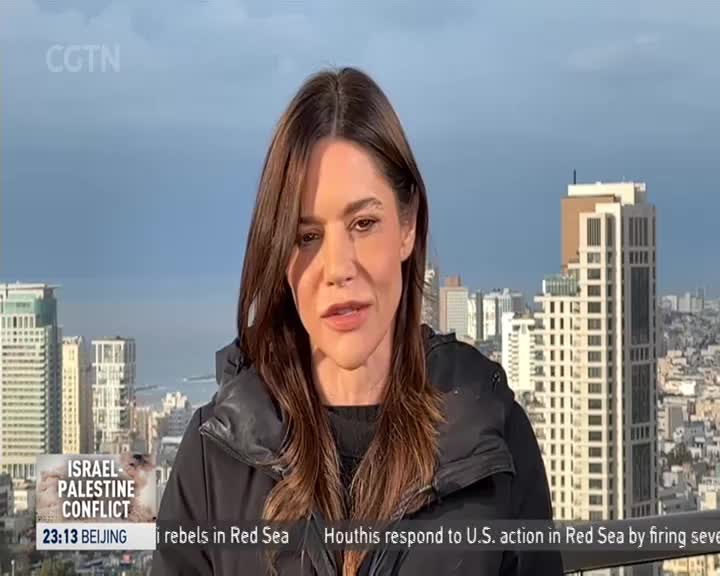 CGTN
ISRAEL-
PALESTINE
CONFLICT
23:13 BEIJING
i rebels in Red Sea Houthis respond to U.S. action in Red Sea by firing seve